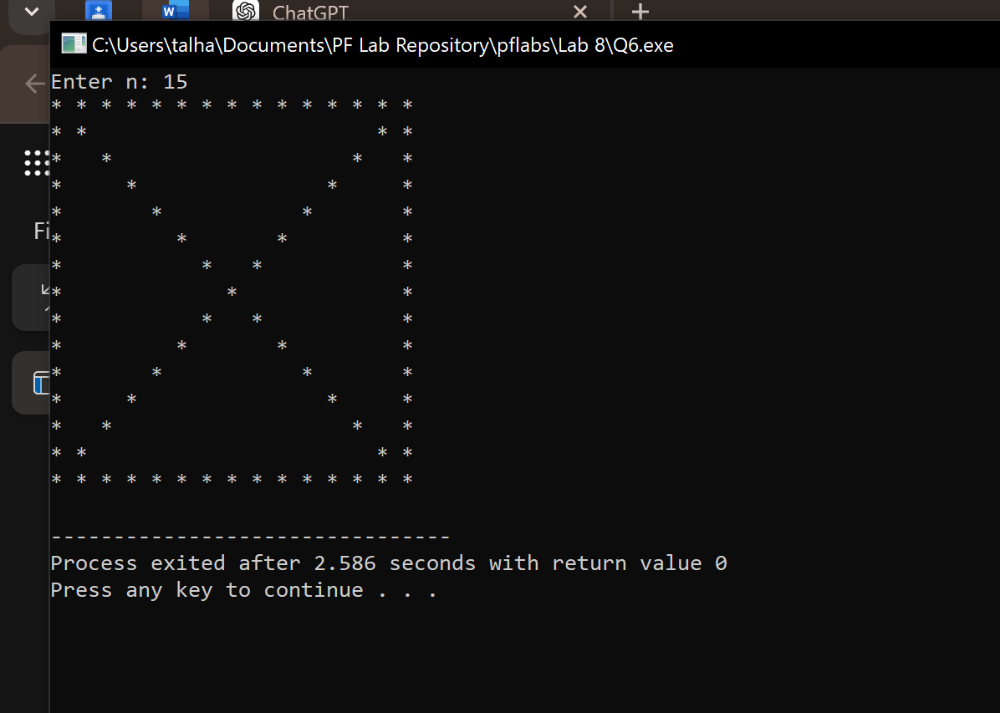 W ChatGPT
C:\Users\talha\Documents\PF Lab Repository\pflabs\Lab 8\Q6.exe
Enter n: 15
* * * * * * * * * * * * * * *
* *                       * *
*   *                   *   *
*     *               *     *
*       *           *       *
Fi
*         *       *         *
*           *   *           *
*             *             *
*           *   *           *
*         *       *         *
*       *           *       *
*     *               *     *
*   *                   *   *
* *                       * *
* * * * * * * * * * * * * * *
--------------------------------
Process exited after 2.586 seconds with return value 0
Press any key to continue . . .